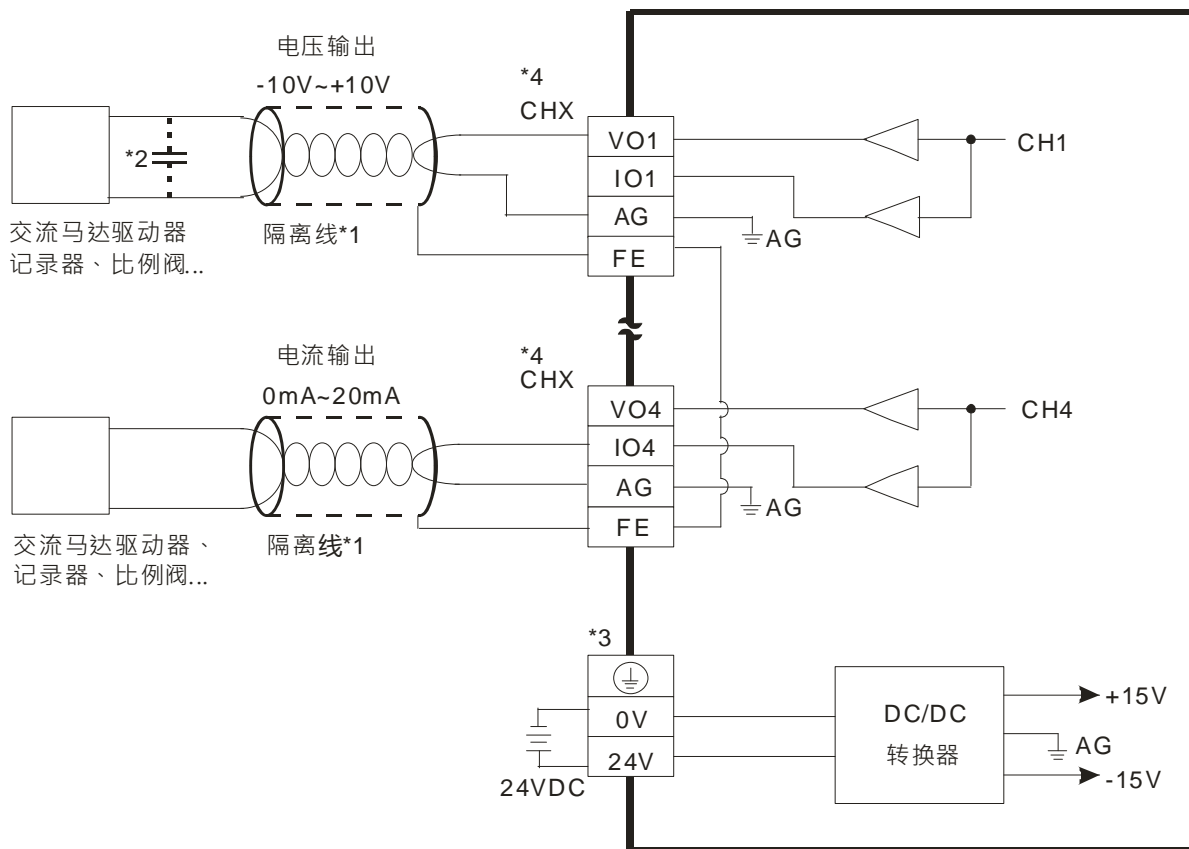 电压输出
-10V~+10V
*4
CHX
*2
VO1
IO1
AG
FE
CH1
AG
交流马达驱动器
记录器、比例阀...
隔离线*1
电流输出
0mA~20mA
*4
CHX
VO4
IO4
AG
FE
CH4
AG
交流马达驱动器、
记录器、比例阀...
隔离线*1
*3
0V
24V
24VDC
DC/DC
转换器
+15V
AG
-15V